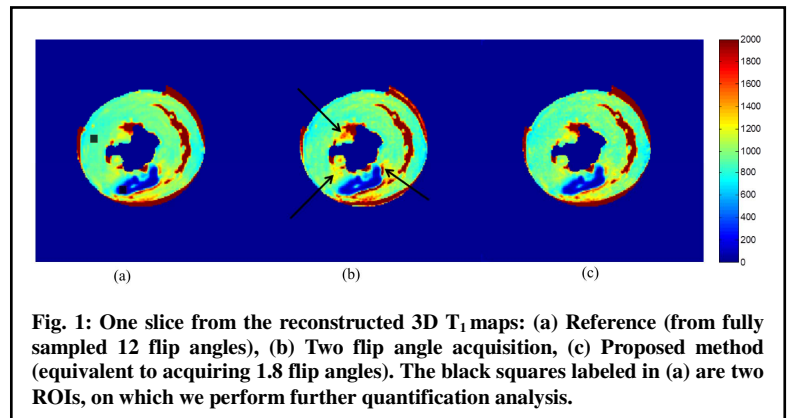 2000
1800
1600
1400
1200
1000
800
600
400
200
0
(a) (b) (c)
Fig. 1: One slice from the reconstructed 3D T₁ maps: (a) Reference (from fully
sampled 12 flip angles), (b) Two flip angle acquisition, (c) Proposed method
(equivalent to acquiring 1.8 flip angles). The black squares labeled in (a) are two
ROIs, on which we perform further quantification analysis.